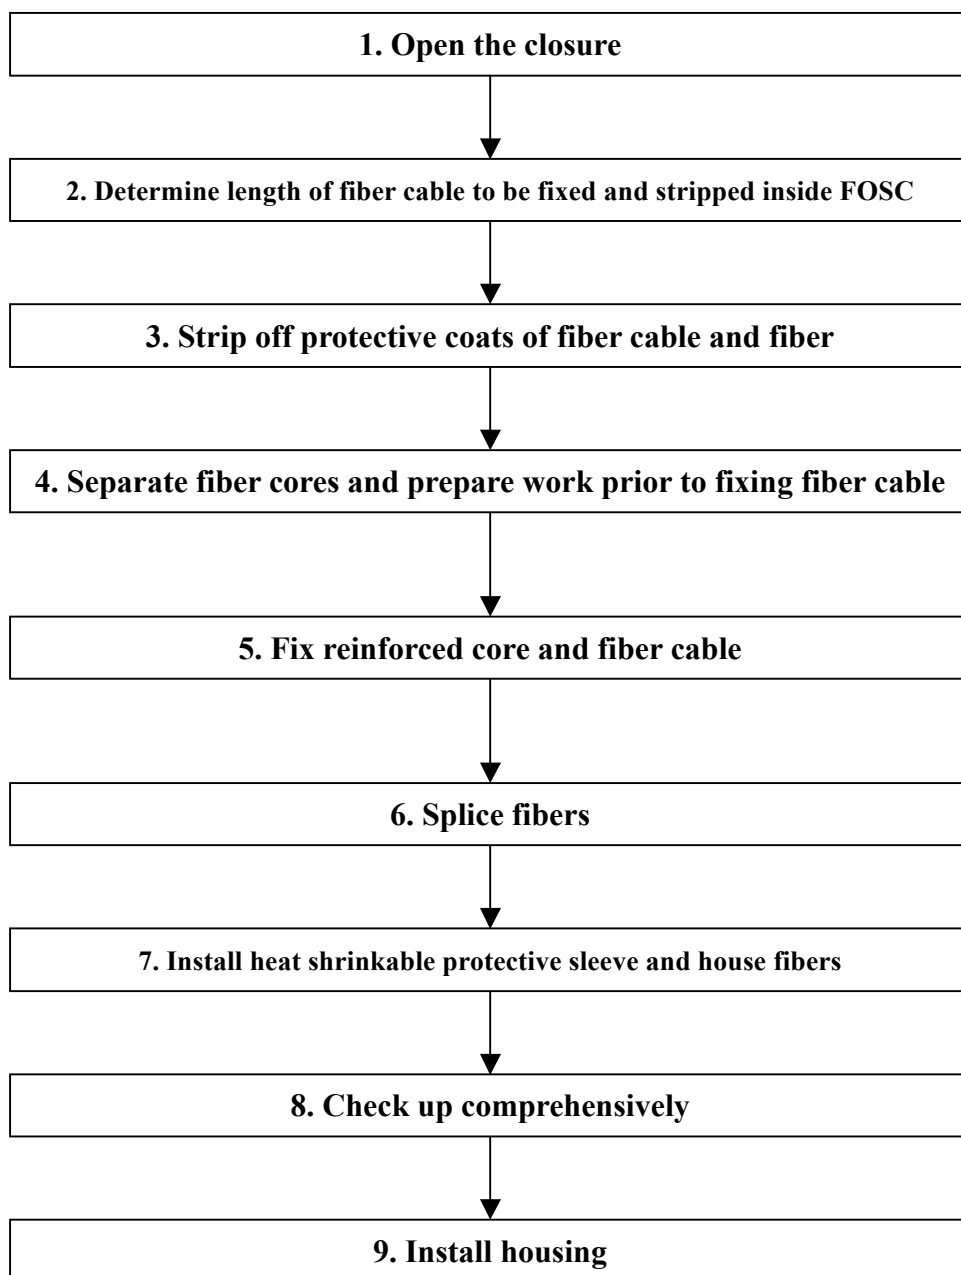 1. Open the closure
2. Determine length of fiber cable to be fixed and stripped inside FOSC
3. Strip off protective coats of fiber cable and fiber
4. Separate fiber cores and prepare work prior to fixing fiber cable
5. Fix reinforced core and fiber cable
6. Splice fibers
7. Install heat shrinkable protective sleeve and house fibers
8. Check up comprehensively
9. Install housing